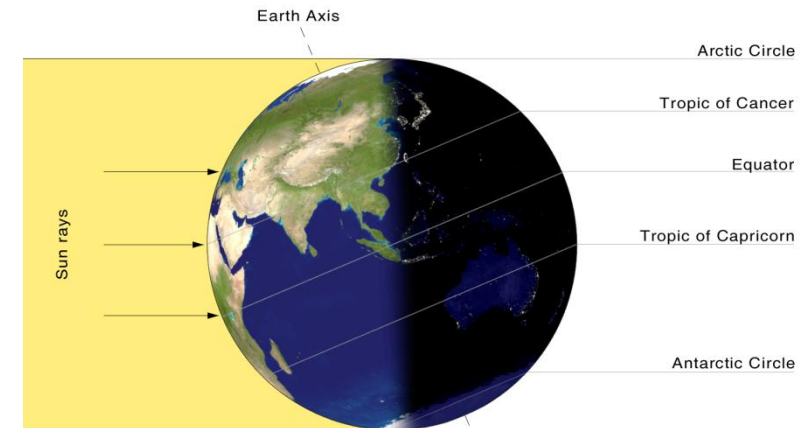 Earth Axis
Arctic Circle
Tropic of Cancer
Equator
Tropic of Capricorn
Sun rays
Antarctic Circle